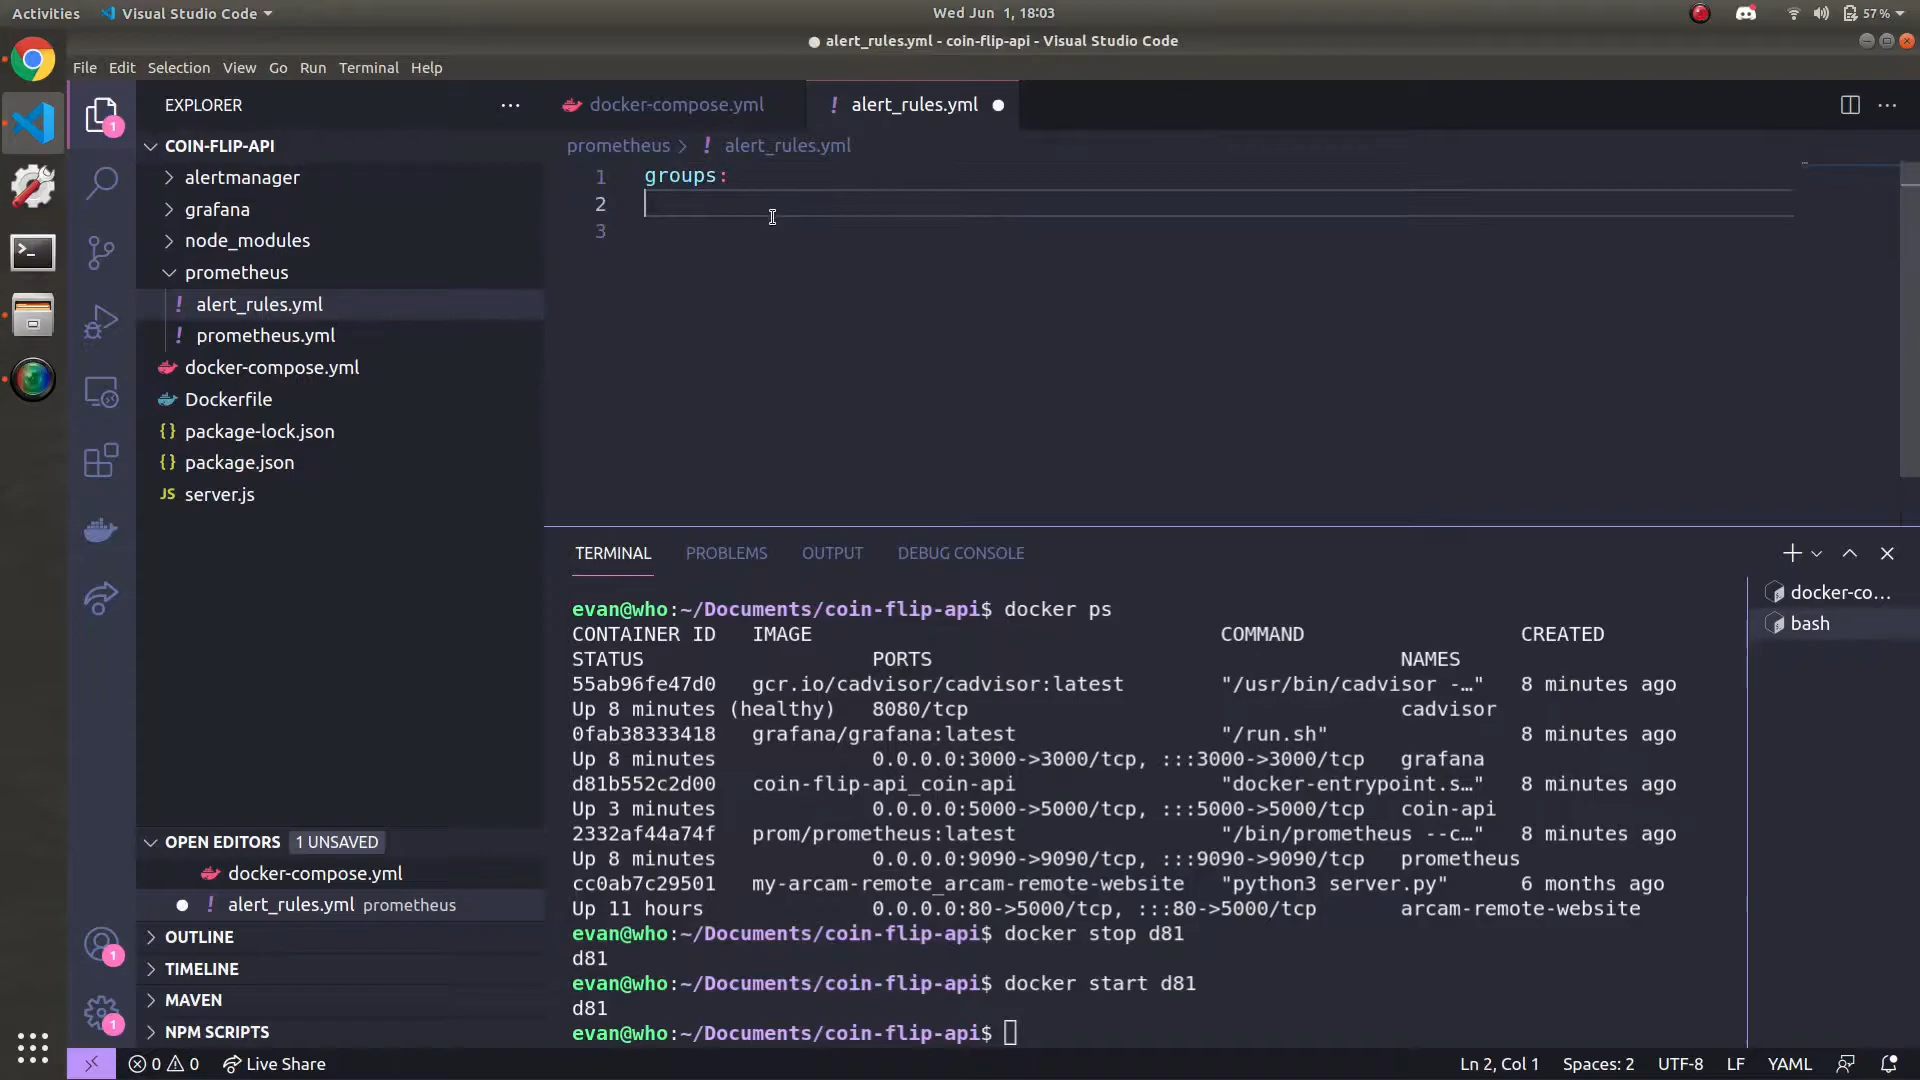 Activities Visual Studio Code Wed Jun 1, 18:03 57%
● alert_rules.yml - coin-flip-api - Visual Studio Code
File Edit Selection View Go Run Terminal Help
EXPLORER
COIN-FLIP-API
alertmanager
grafana
node_modules
prometheus
! alert_rules.yml
! prometheus.yml
docker-compose.yml
Dockerfile
{} package-lock.json
{} package.json
JS server.js
OPEN EDITORS 1 UNSAVED
docker-compose.yml
● ! alert_rules.yml prometheus
OUTLINE
TIMELINE
MAVEN
NPM SCRIPTS
1
1
1
docker-compose.yml ! alert_rules.yml ●
prometheus > ! alert_rules.yml
1 groups:
2
3
TERMINAL PROBLEMS OUTPUT DEBUG CONSOLE
docker-co...
bash
evan@who:~/Documents/coin-flip-api$ docker ps
CONTAINER ID IMAGE COMMAND CREATED
STATUS PORTS NAMES
55ab96fe47d0 gcr.io/cadvisor/cadvisor:latest "/usr/bin/cadvisor -…" 8 minutes ago
Up 8 minutes (healthy) 8080/tcp cadvisor
0fab38333418 grafana/grafana:latest "/run.sh" 8 minutes ago
Up 8 minutes 0.0.0.0:3000->3000/tcp, :::3000->3000/tcp grafana
d81b552c2d00 coin-flip-api_coin-api "docker-entrypoint.s…" 8 minutes ago
Up 3 minutes 0.0.0.0:5000->5000/tcp, :::5000->5000/tcp coin-api
2332af44a74f prom/prometheus:latest "/bin/prometheus --c…" 8 minutes ago
Up 8 minutes 0.0.0.0:9090->9090/tcp, :::9090->9090/tcp prometheus
cc0ab7c29501 my-arcam-remote_arcam-remote-website "python3 server.py" 6 months ago
Up 11 hours 0.0.0.0:80->5000/tcp, :::80->5000/tcp arcam-remote-website
evan@who:~/Documents/coin-flip-api$ docker stop d81
d81
evan@who:~/Documents/coin-flip-api$ docker start d81
d81
evan@who:~/Documents/coin-flip-api$
0 0 Live Share Ln 2, Col 1 Spaces: 2 UTF-8 LF YAML